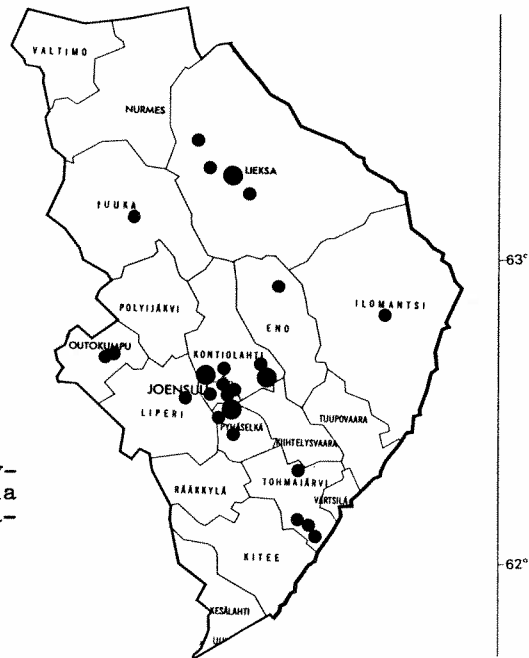 VALTIMO
NURMES
LIEKSA
JUUKA
63°
POLYIJÄKVI
ILOMANTSI
ENO
OUTOKUMPU
KONTIOLAHTI
JOENSUU
LIPERI
TUUPOVAARA
PYHÄSELKÄ
KIIHTELYSVAARA
TOHMAJÄRVI
RÄÄKKYLÄ
VÄRTSILÄ
KITEE
62°
KESÄLAHTI